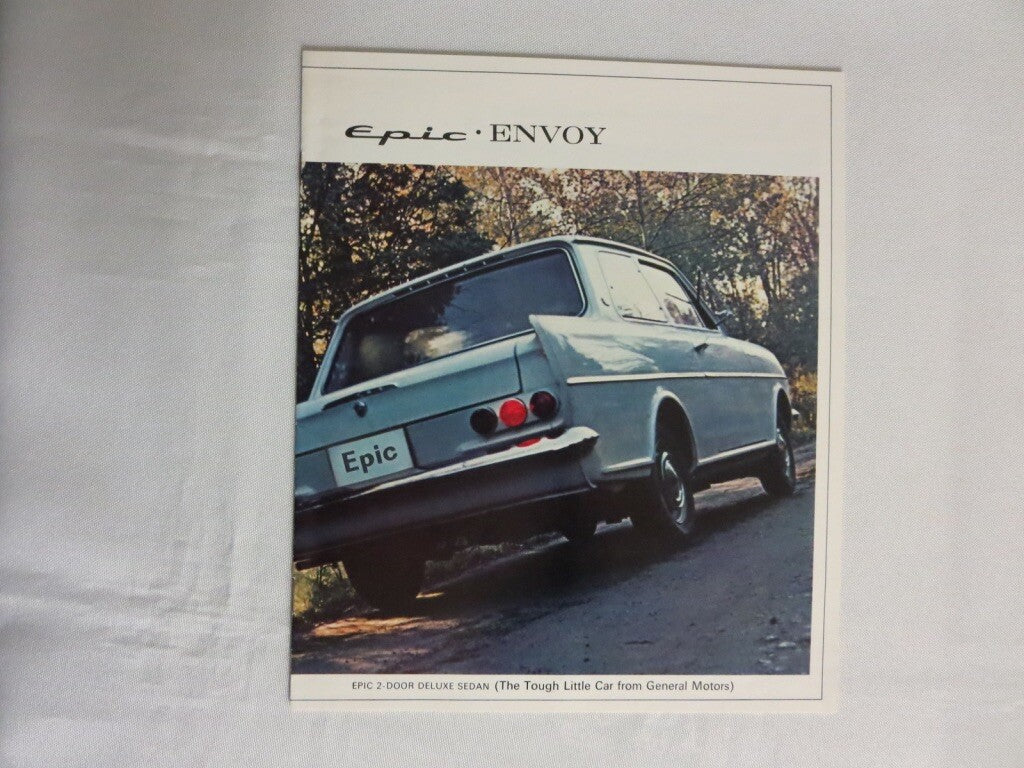 Epic · ENVOY
Epic
EPIC 2-DOOR DELUXE SEDAN (The Tough Little Car from General Motors)